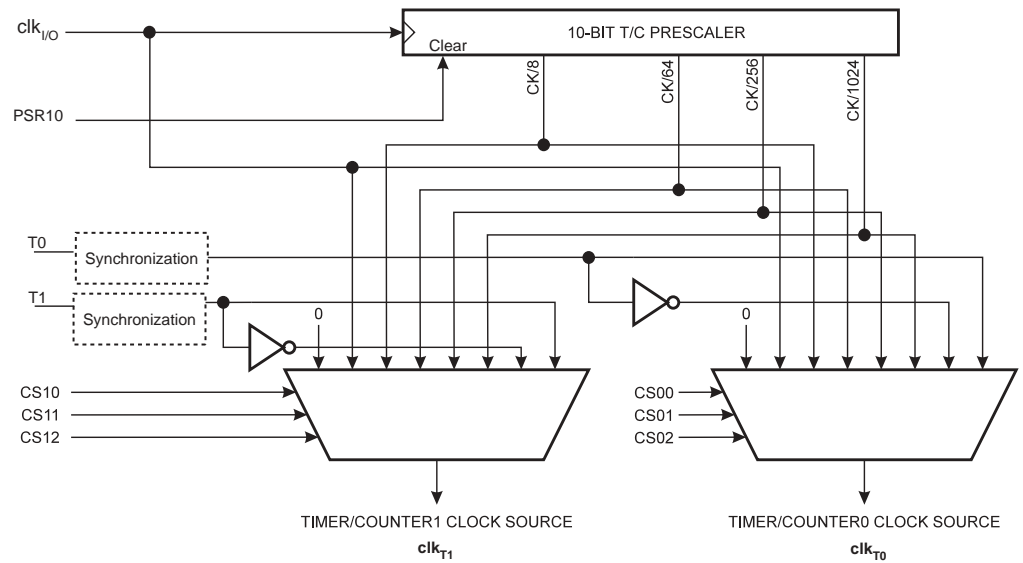 clkI/O
10-BIT T/C PRESCALER
Clear
CK/8
CK/64
CK/256
CK/1024
PSR10
T0
Synchronization
T1
Synchronization
0
0
CS10
CS11
CS12
CS00
CS01
CS02
TIMER/COUNTER1 CLOCK SOURCE
clkT1
TIMER/COUNTER0 CLOCK SOURCE
clkT0